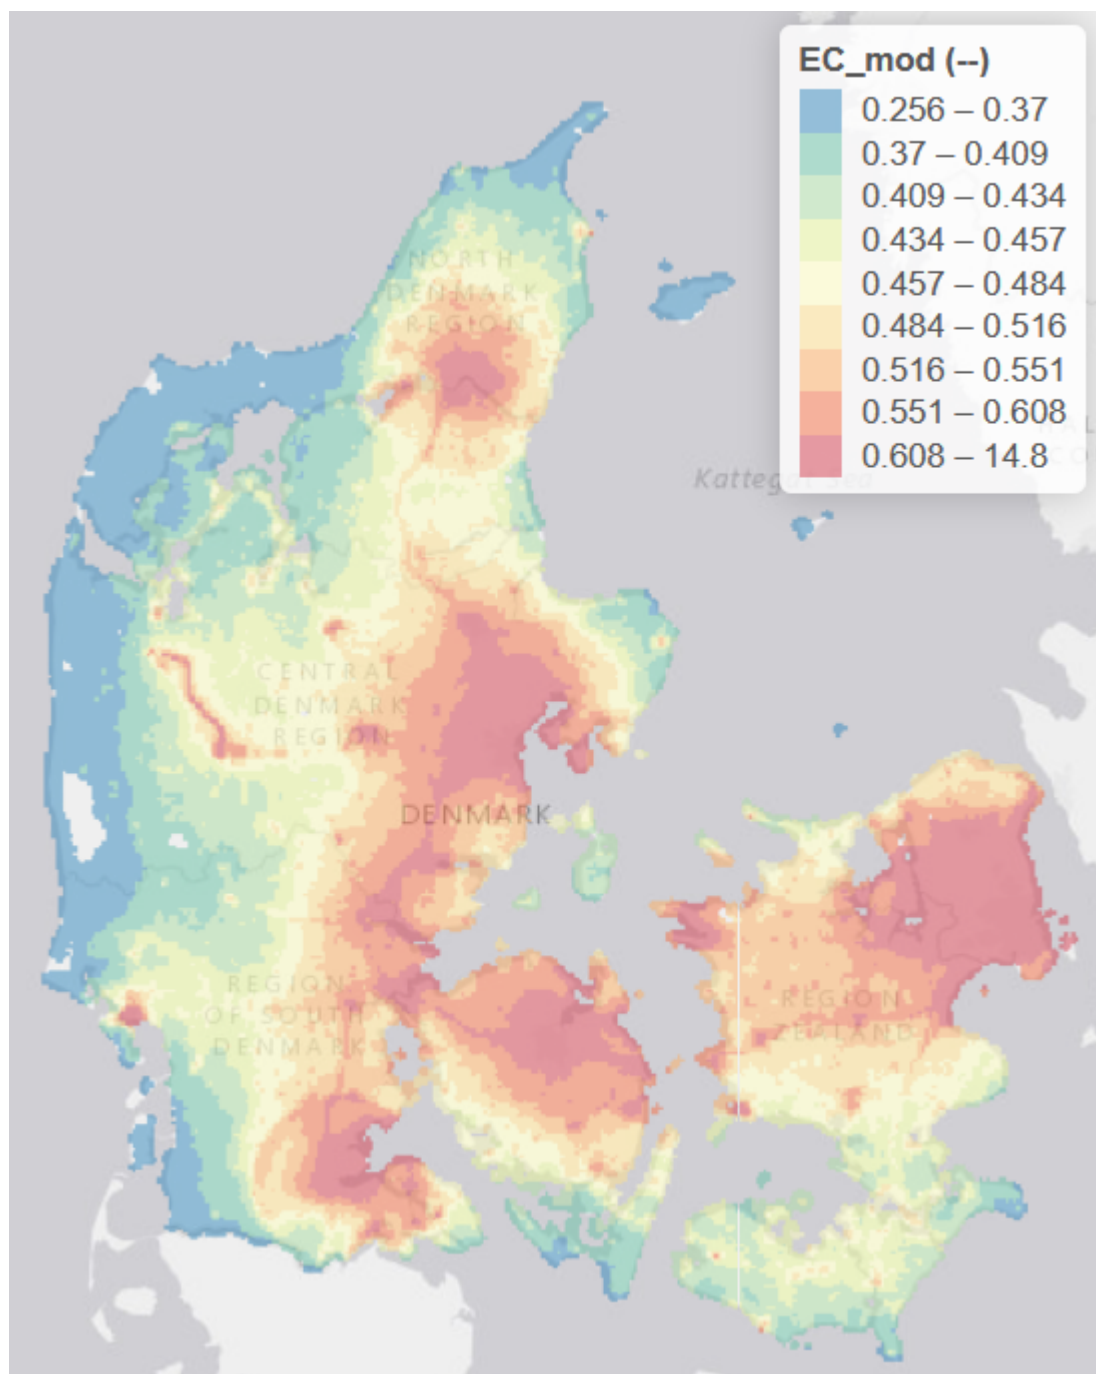 EC_mod (--)
0.256 – 0.37
0.37 – 0.409
0.409 – 0.434
0.434 – 0.457
0.457 – 0.484
0.484 – 0.516
0.516 – 0.551
0.551 – 0.608
0.608 – 14.8
NORTH
DENMARK
REGION
Kattegat Sea
CENTRAL
DENMARK
REGION
DENMARK
REGION
OF SOUTH
DENMARK
REGION
ZEALAND